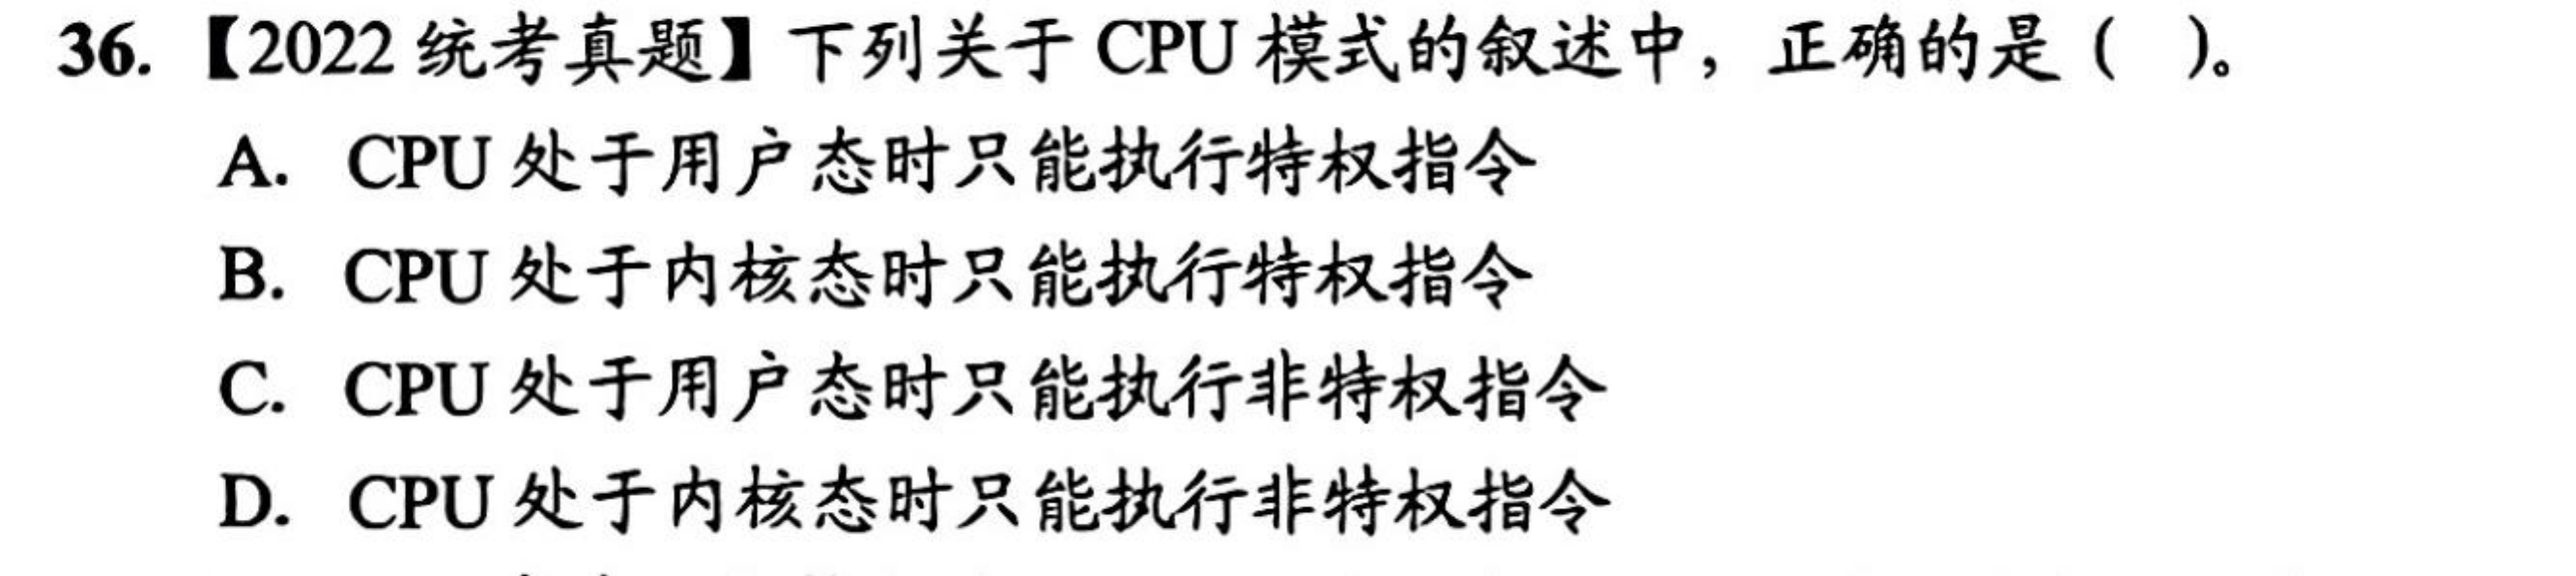 36. 【2022 统考真题】下列关于 CPU 模式的叙述中，正确的是（ ）。
A. CPU 处于用户态时只能执行特权指令
B. CPU 处于内核态时只能执行特权指令
C. CPU 处于用户态时只能执行非特权指令
D. CPU 处于内核态时只能执行非特权指令